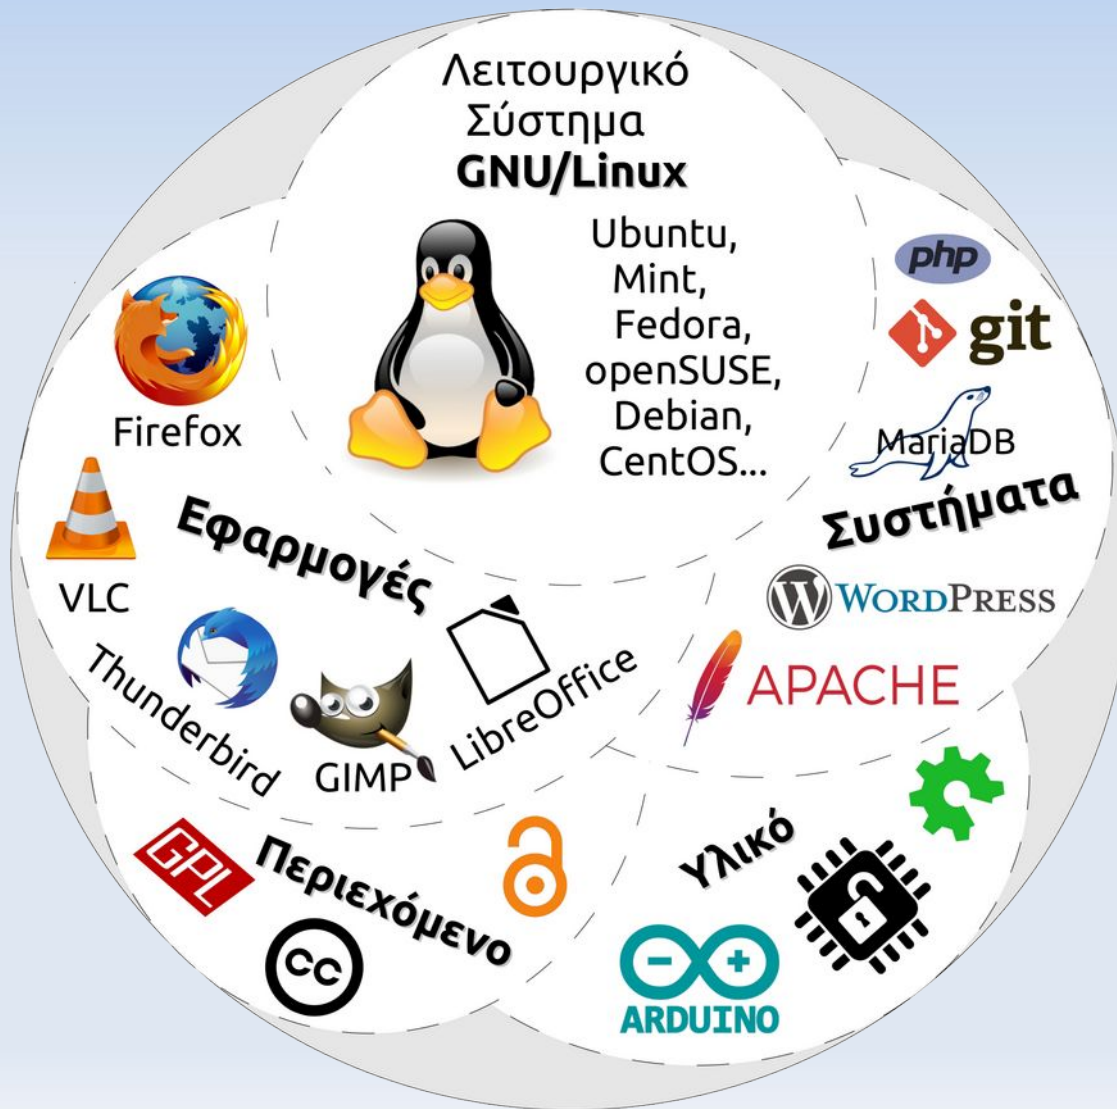 Λειτουργικό
Σύστημα
GNU/Linux
Ubuntu,
Mint,
Fedora,
openSUSE,
Debian,
CentOS...
Firefox
VLC
Εφαρμογές
Thunderbird
GIMP
LibreOffice
php
git
MariaDB
Συστήματα
WORDPRESS
APACHE
GPL
Περιεχόμενο
cc
Υλικό
ARDUINO